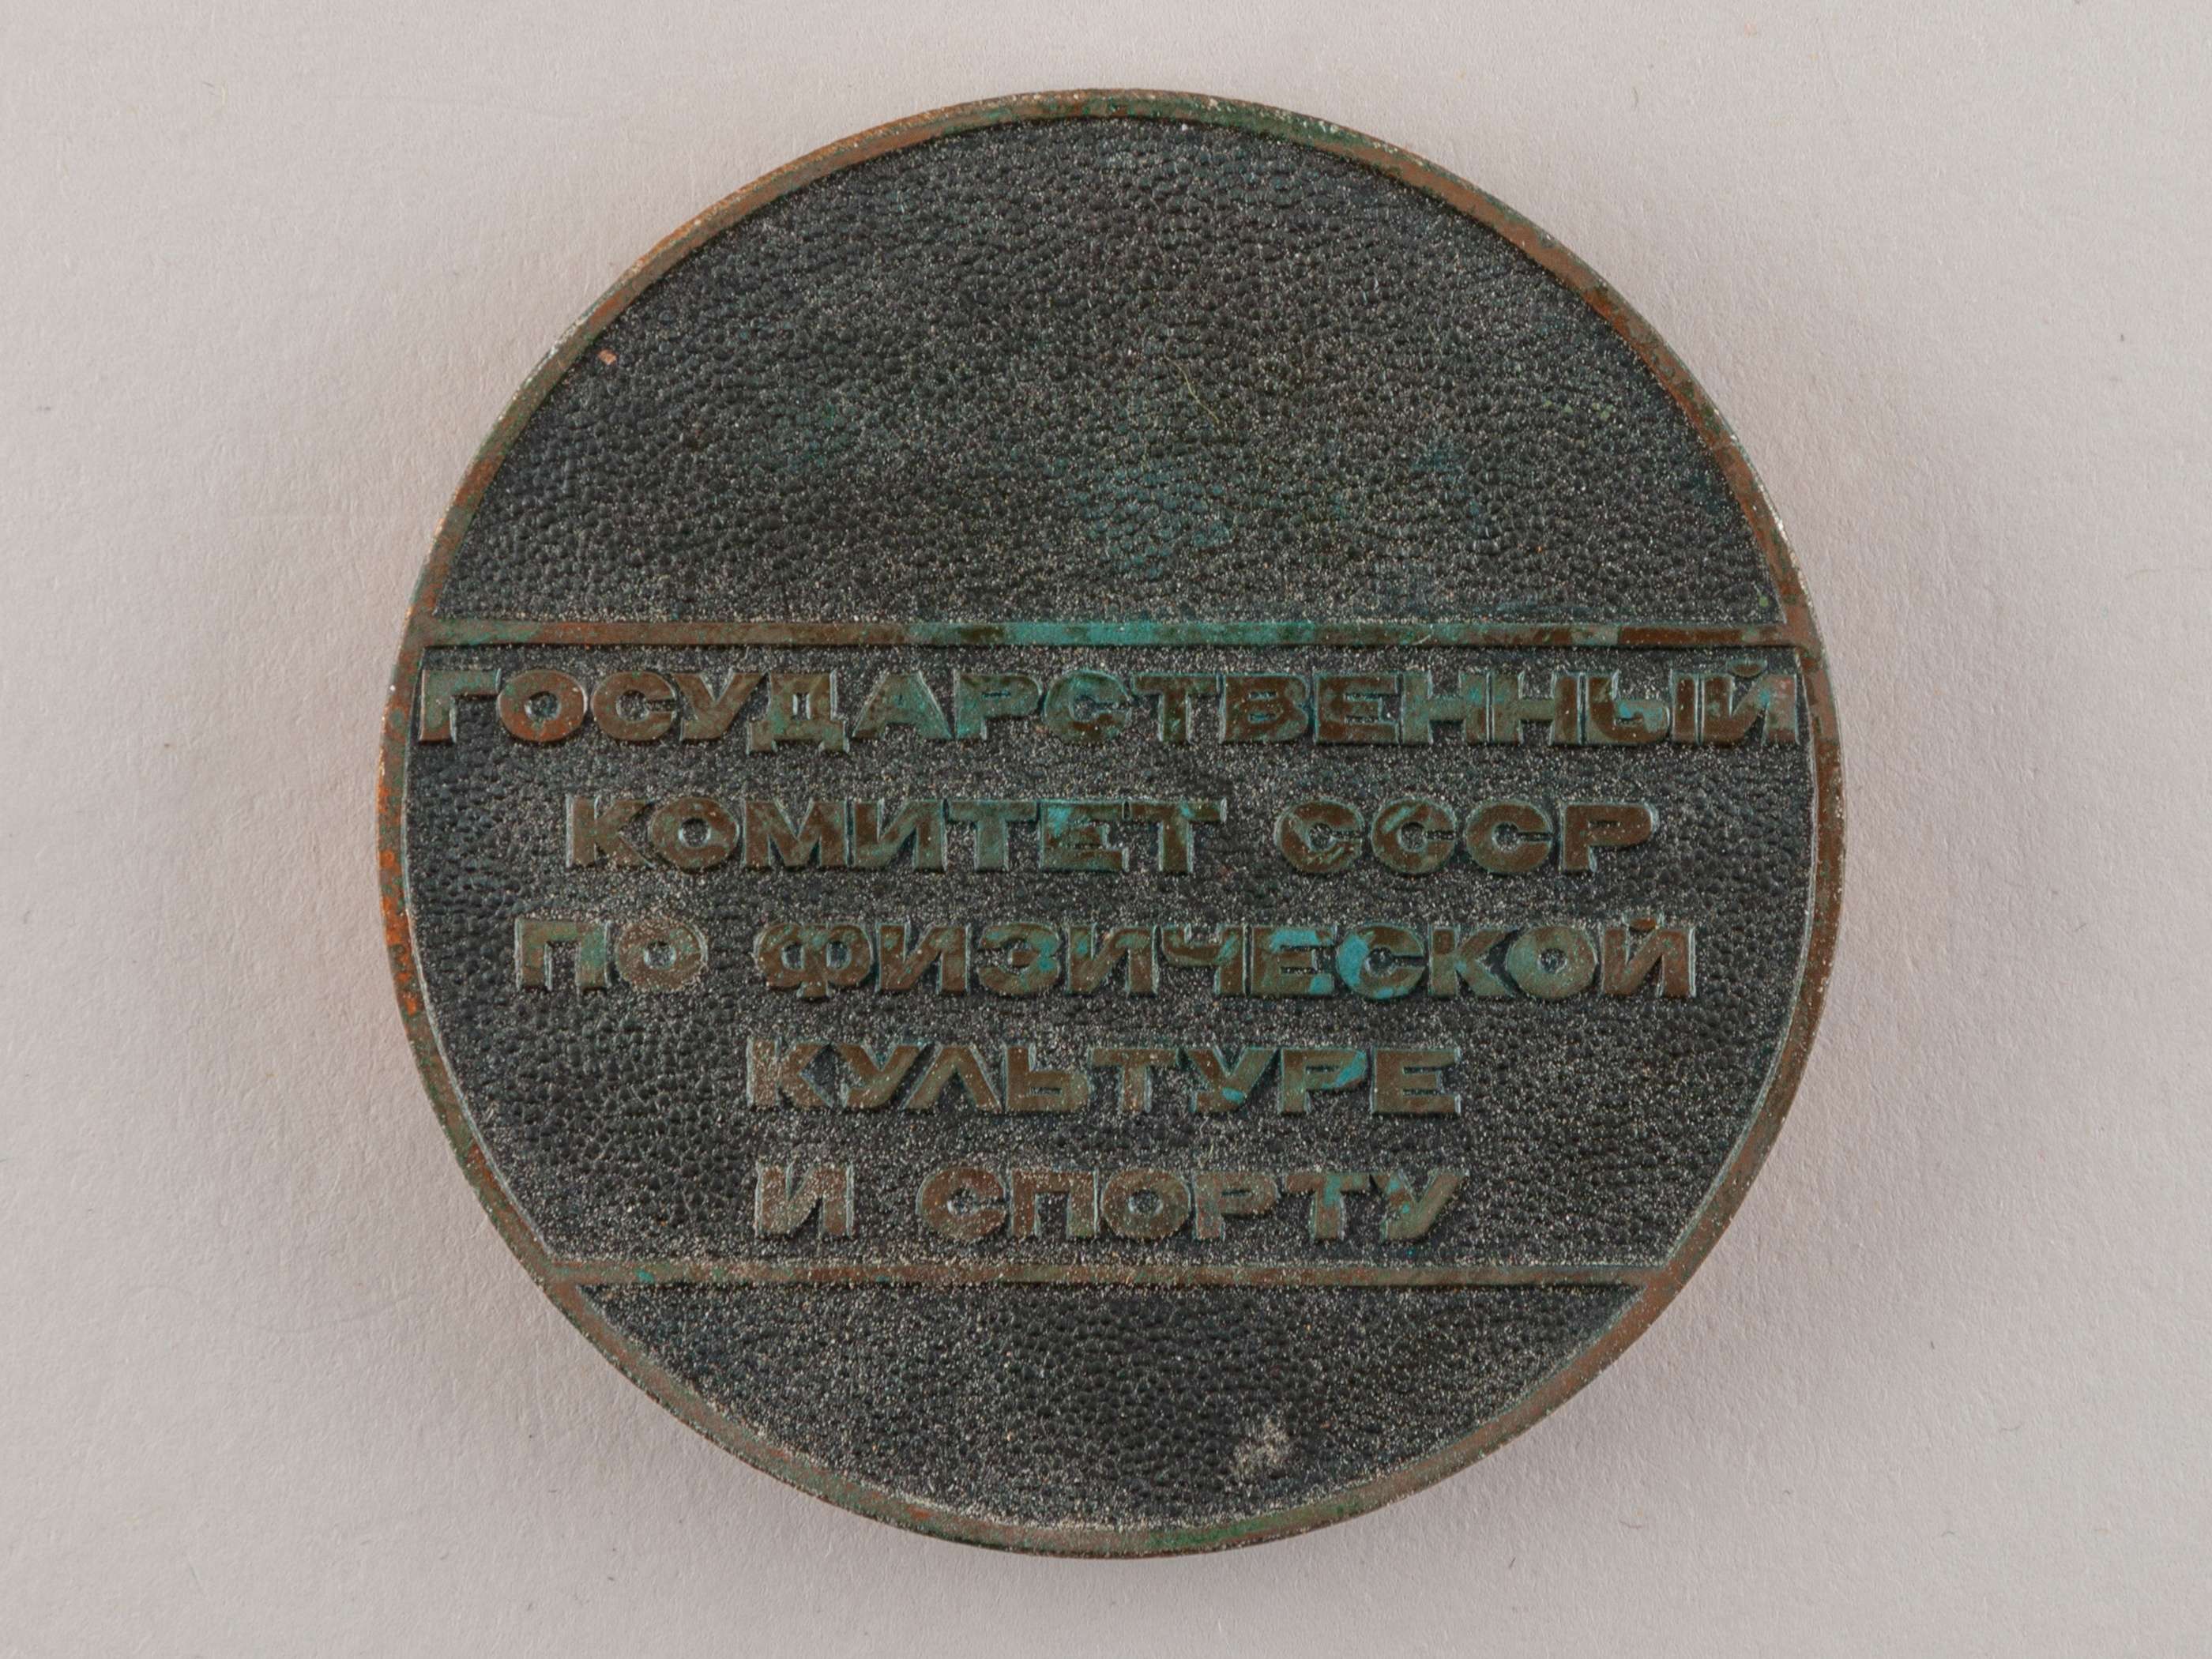 ГОСУДАРСТВЕННЫЙ
КОМИТЕТ СССР
ПО ФИЗИЧЕСКОЙ
КУЛЬТУРЕ
И СПОРТУ